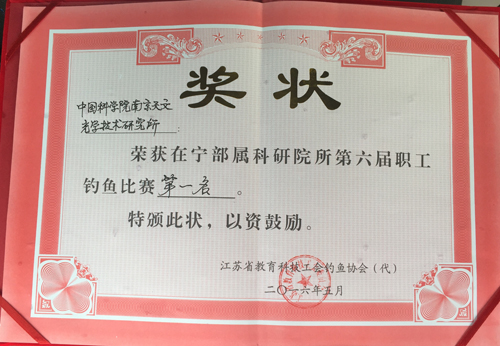 奖状
中国科学院南京天文
光学技术研究所：
荣获在宁部属科研院所第六届职工
钓鱼比赛第一名。
特颁此状，以资鼓励。
江苏省教育科技工会钓鱼协会（代）
二〇一六年五月